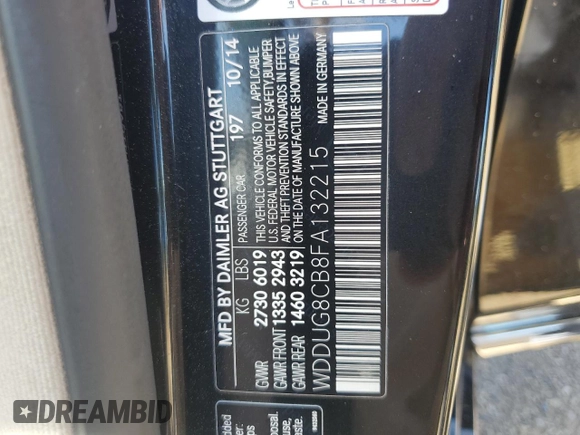 MFD BY DAIMLER AG STUTTGART
KG LBS PASSENGER CAR 197 10/14
GVWR 2730 6019 THIS VEHICLE CONFORMS TO ALL APPLICABLE
U.S. FEDERAL MOTOR VEHICLE SAFETY,BUMPER
GAWR FRONT 1335 2943 AND THEFT PREVENTION STANDARDS IN EFFECT
GAWR REAR 1460 3219 ON THE DATE OF MANUFACTURE SHOWN ABOVE
WDDUG8CB8FA132215 MADE IN GERMANY
DREAMBID